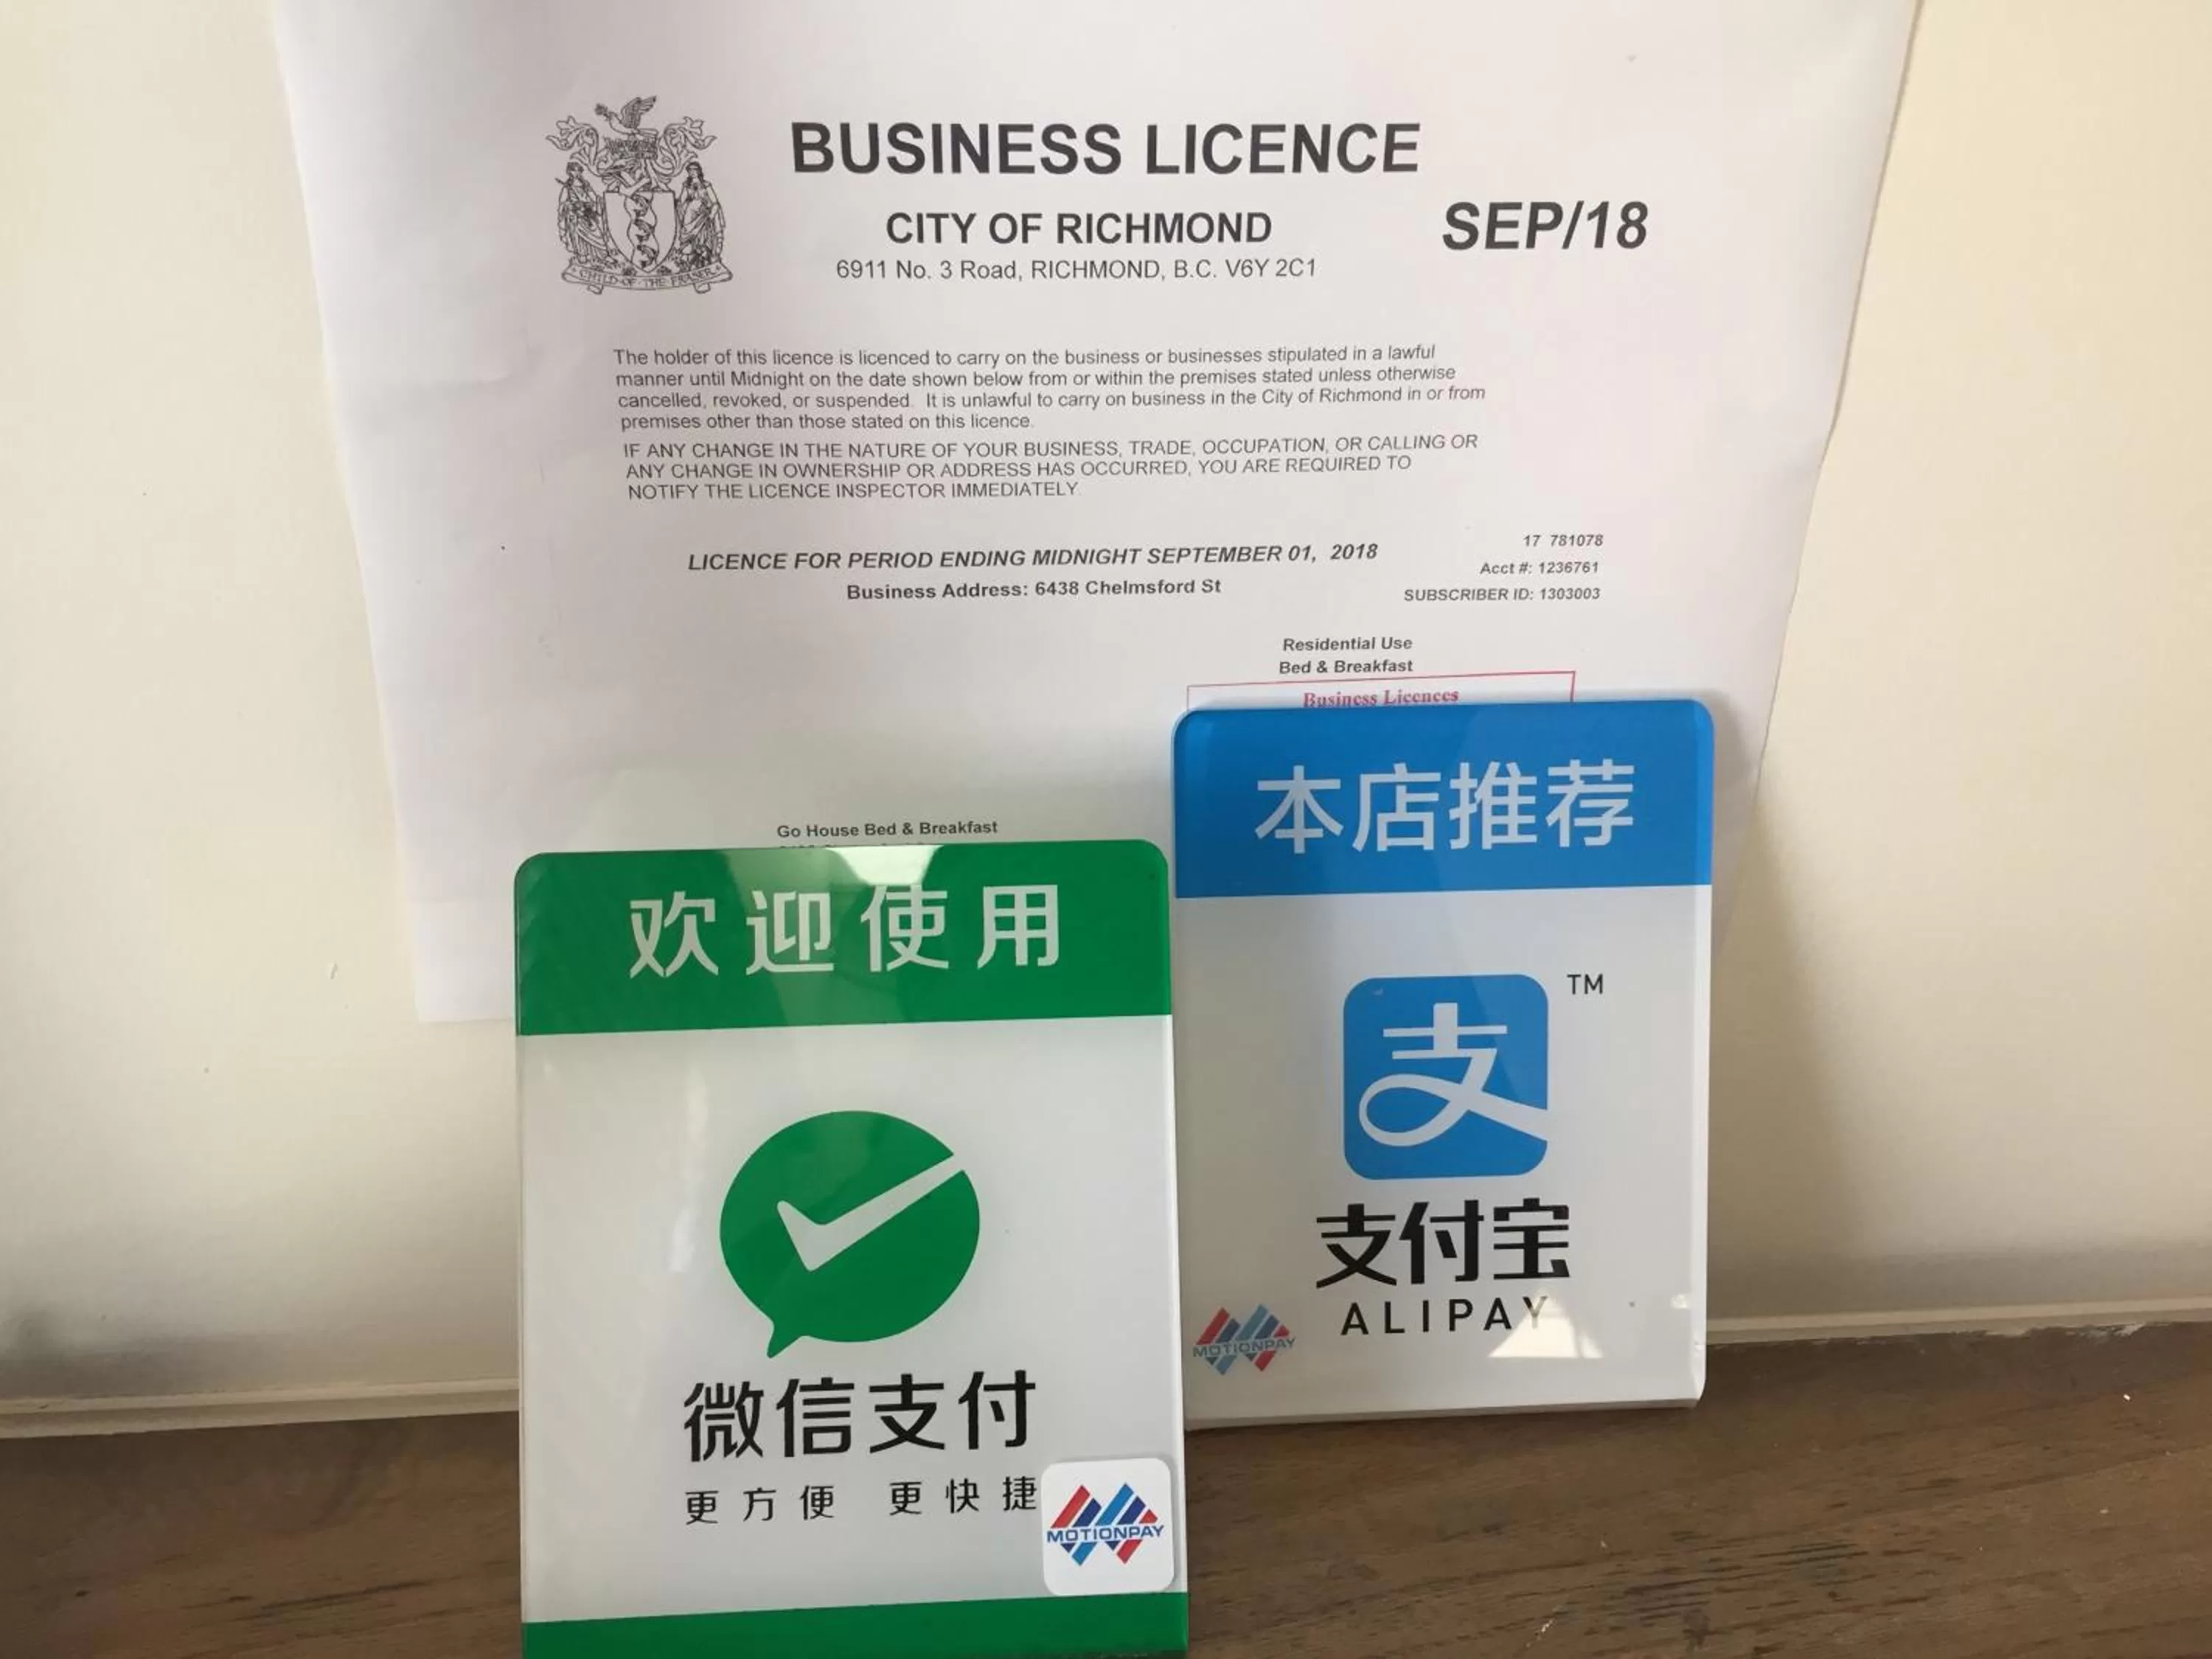 BUSINESS LICENCE
CITY OF RICHMOND
SEP/18
6911 No. 3 Road, RICHMOND, B.C. V6Y 2C1
CHILD OF THE FRASER
The holder of this licence is licenced to carry on the business or businesses stipulated in a lawful
manner until Midnight on the date shown below from or within the premises stated unless otherwise
cancelled, revoked, or suspended. It is unlawful to carry on business in the City of Richmond in or from
premises other than those stated on this licence.
IF ANY CHANGE IN THE NATURE OF YOUR BUSINESS, TRADE, OCCUPATION, OR CALLING OR
ANY CHANGE IN OWNERSHIP OR ADDRESS HAS OCCURRED, YOU ARE REQUIRED TO
NOTIFY THE LICENCE INSPECTOR IMMEDIATELY.
17 781078
LICENCE FOR PERIOD ENDING MIDNIGHT SEPTEMBER 01, 2018
Acct #: 1236761
Business Address: 6438 Chelmsford St
SUBSCRIBER ID: 1303003
Residential Use
Bed & Breakfast
Business Licences
Go House Bed & Breakfast
本店推荐
支
TM
支付宝
ALIPAY
MOTIONPAY
欢迎使用
微信支付
更方便 更快捷
MOTIONPAY